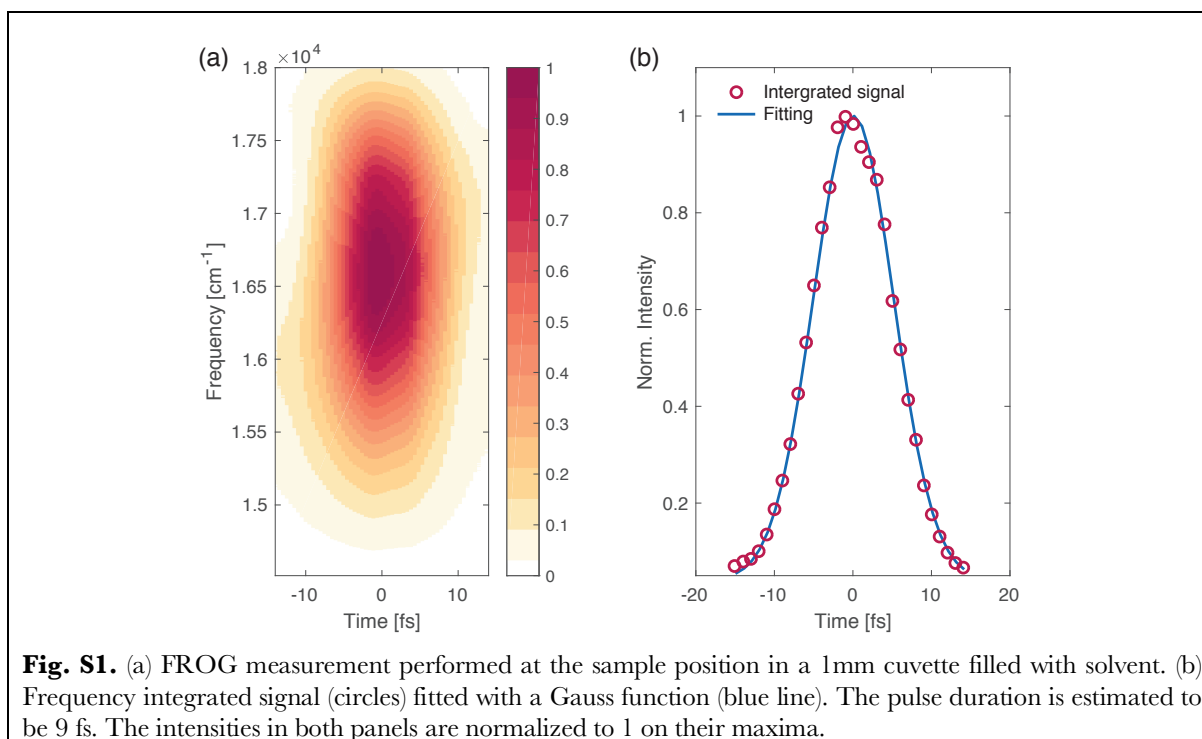 (a)
×10⁴
1.8
1.75
1.7
1.65
1.6
1.55
1.5
Frequency [cm⁻¹]
-10
0
10
Time [fs]
1
0.9
0.8
0.7
0.6
0.5
0.4
0.3
0.2
0.1
0
(b)
Intergrated signal
Fitting
1
0.8
0.6
0.4
0.2
Norm. Intensity
-20
-10
0
10
20
Time [fs]
Fig. S1. (a) FROG measurement performed at the sample position in a 1mm cuvette filled with solvent. (b)
Frequency integrated signal (circles) fitted with a Gauss function (blue line). The pulse duration is estimated to
be 9 fs. The intensities in both panels are normalized to 1 on their maxima.